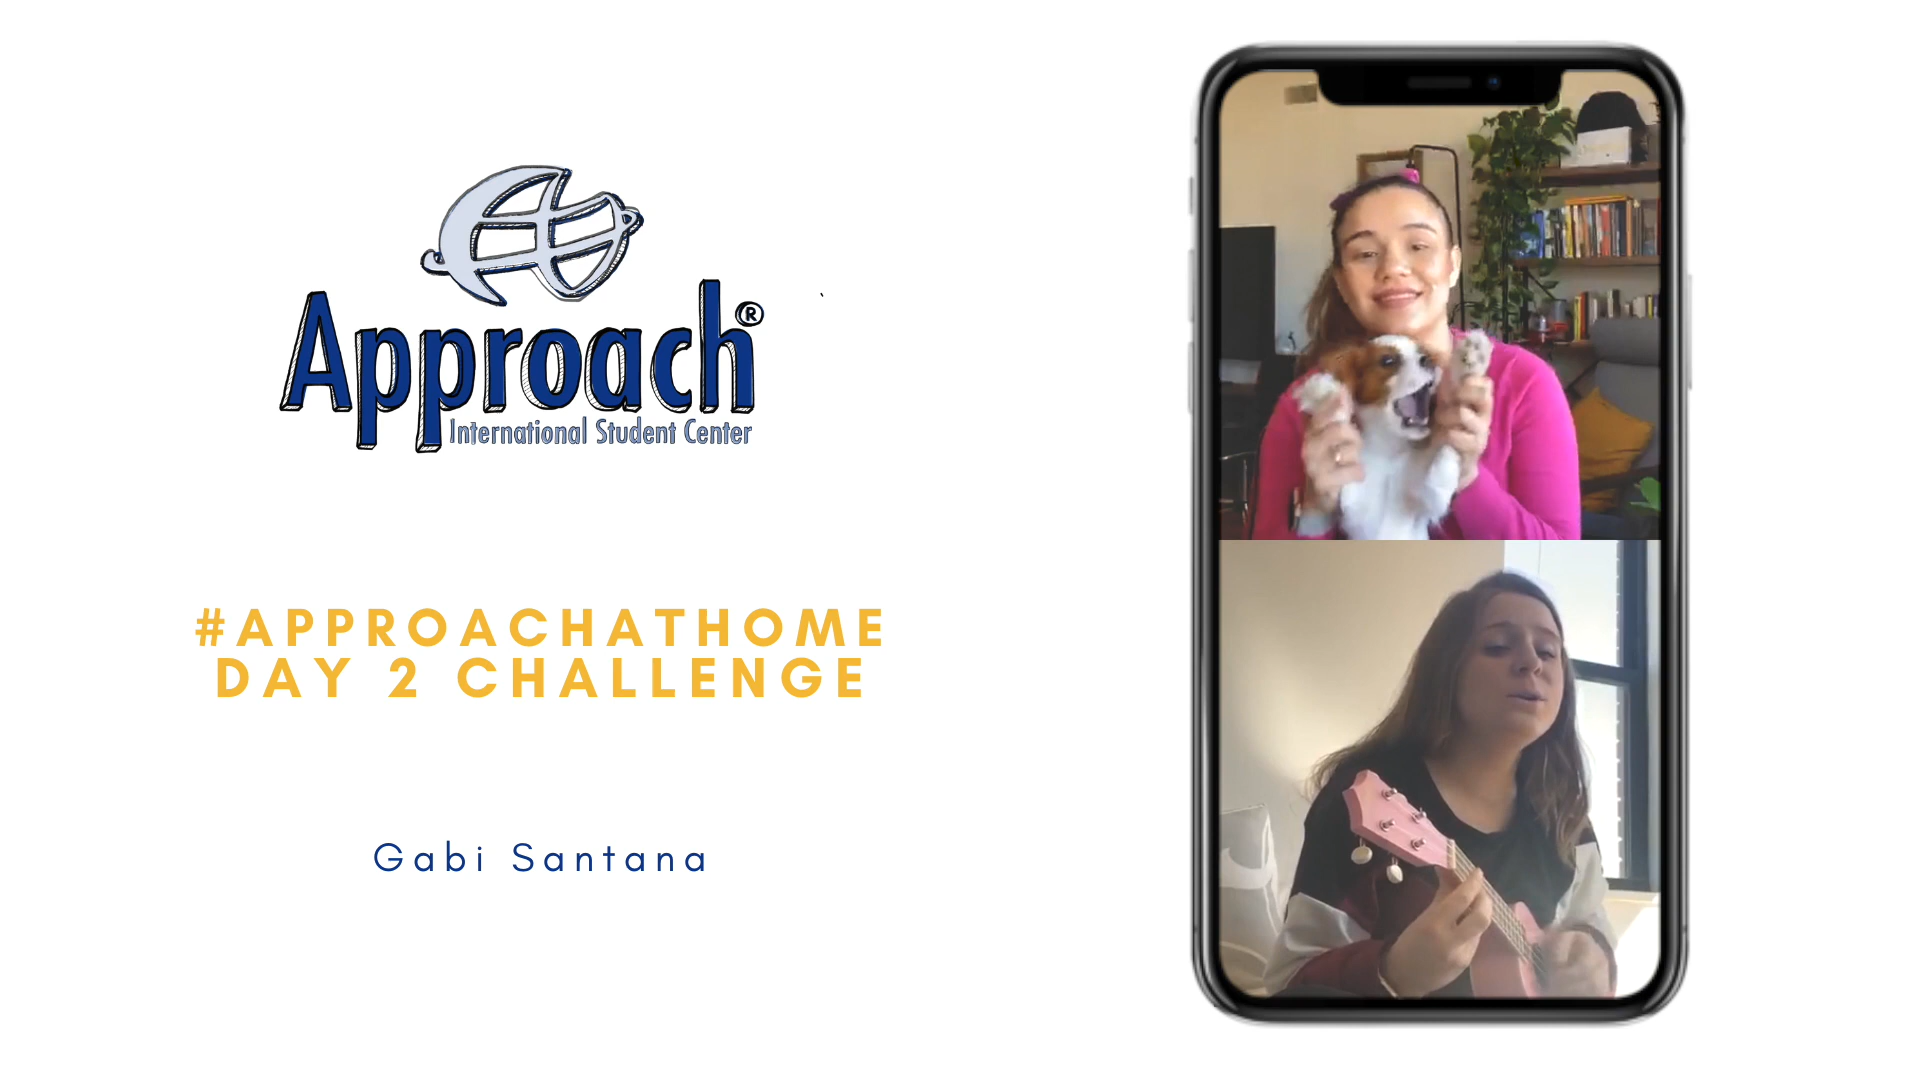 Approach®
International Student Center
#APPROACHATHOME
DAY 2 CHALLENGE
Gabi Santana